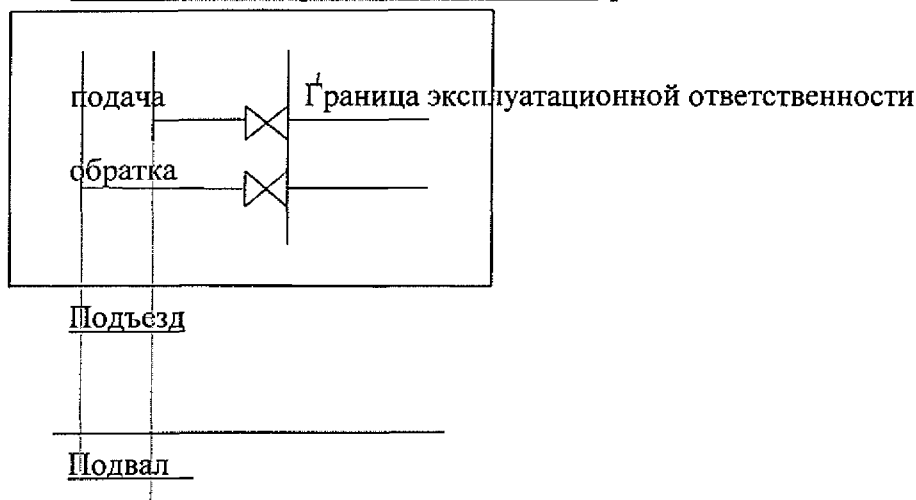 подача
Граница эксплуатационной ответственности
обратка
Подъезд
Подвал